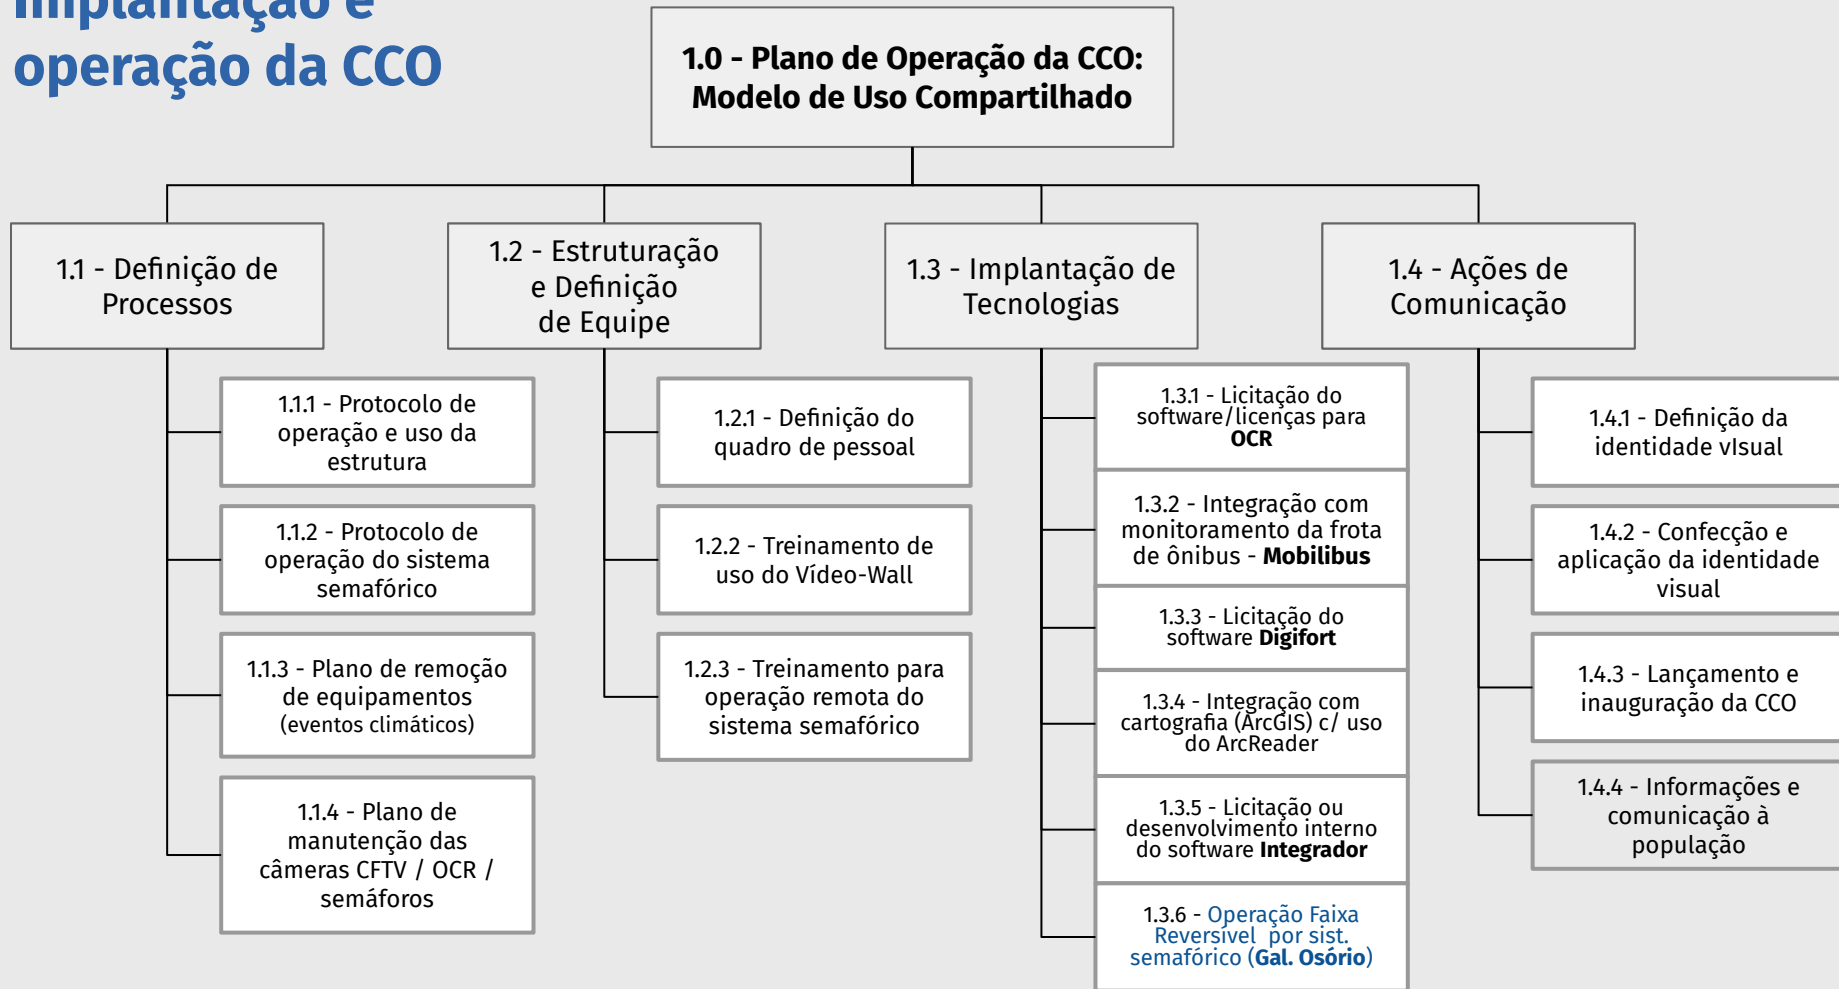 Implantação e
operação da CCO
1.0 - Plano de Operação da CCO:
Modelo de Uso Compartilhado
1.1 - Definição de
Processos
1.2 - Estruturação
e Definição
de Equipe
1.3 - Implantação de
Tecnologias
1.4 - Ações de
Comunicação
1.1.1 - Protocolo de
operação e uso da
estrutura
1.1.2 - Protocolo de
operação do sistema
semafórico
1.1.3 - Plano de remoção
de equipamentos
(eventos climáticos)
1.1.4 - Plano de
manutenção das
câmeras CFTV / OCR /
semáforos
1.2.1 - Definição do
quadro de pessoal
1.2.2 - Treinamento de
uso do Vídeo-Wall
1.2.3 - Treinamento para
operação remota do
sistema semafórico
1.3.1 - Licitação do
software/licenças para
OCR
1.3.2 - Integração com
monitoramento da frota
de ônibus - Mobilibus
1.3.3 - Licitação do
software Digifort
1.3.4 - Integração com
cartografia (ArcGIS) c/ uso
do ArcReader
1.3.5 - Licitação ou
desenvolvimento interno
do software Integrador
1.3.6 - Operação Faixa
Reversível por sist.
semafórico (Gal. Osório)
1.4.1 - Definição da
identidade vIsual
1.4.2 - Confecção e
aplicação da identidade
visual
1.4.3 - Lançamento e
inauguração da CCO
1.4.4 - Informações e
comunicação à
população